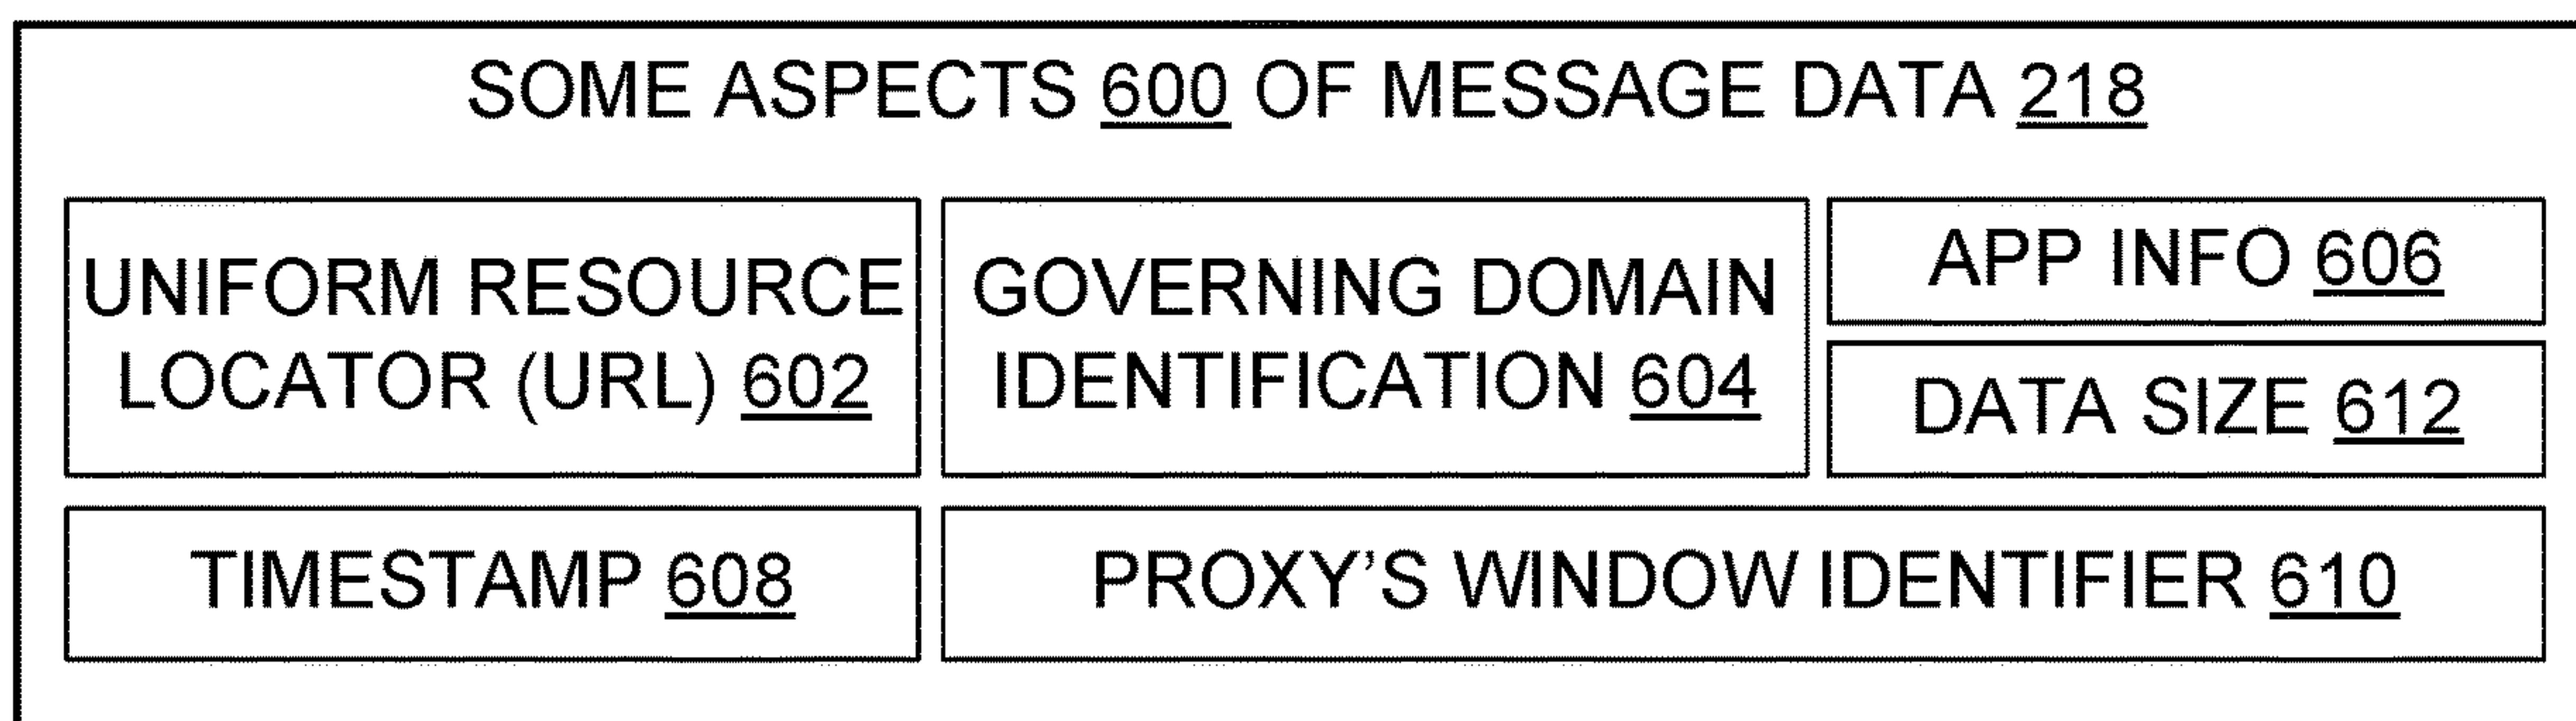 SOME ASPECTS 600 OF MESSAGE DATA 218
UNIFORM RESOURCE
LOCATOR (URL) 602
GOVERNING DOMAIN
IDENTIFICATION 604
APP INFO 606
DATA SIZE 612
TIMESTAMP 608
PROXY’S WINDOW IDENTIFIER 610